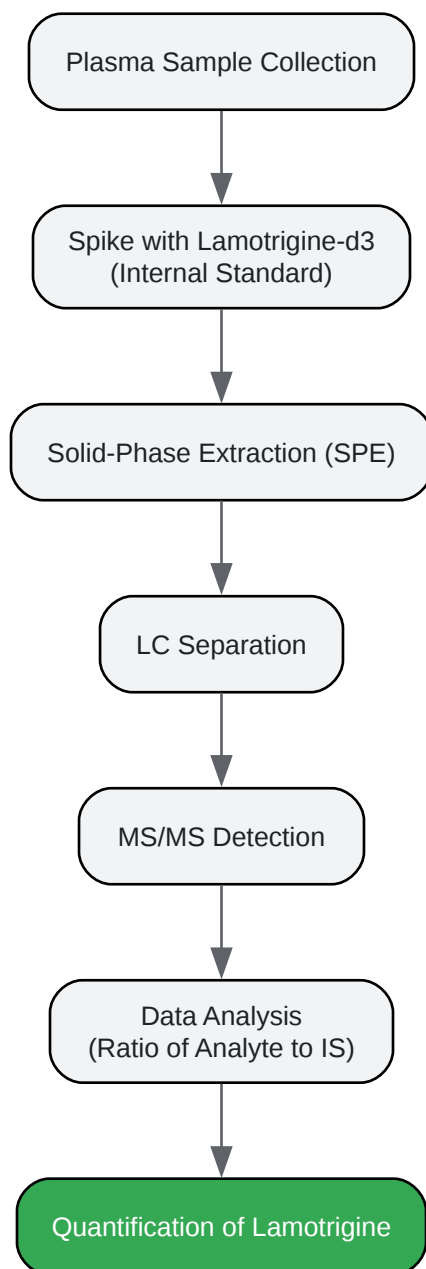 Plasma Sample Collection
Spike with Lamotrigine-d3
(Internal Standard)
Solid-Phase Extraction (SPE)
LC Separation
MS/MS Detection
Data Analysis
(Ratio of Analyte to IS)
Quantification of Lamotrigine